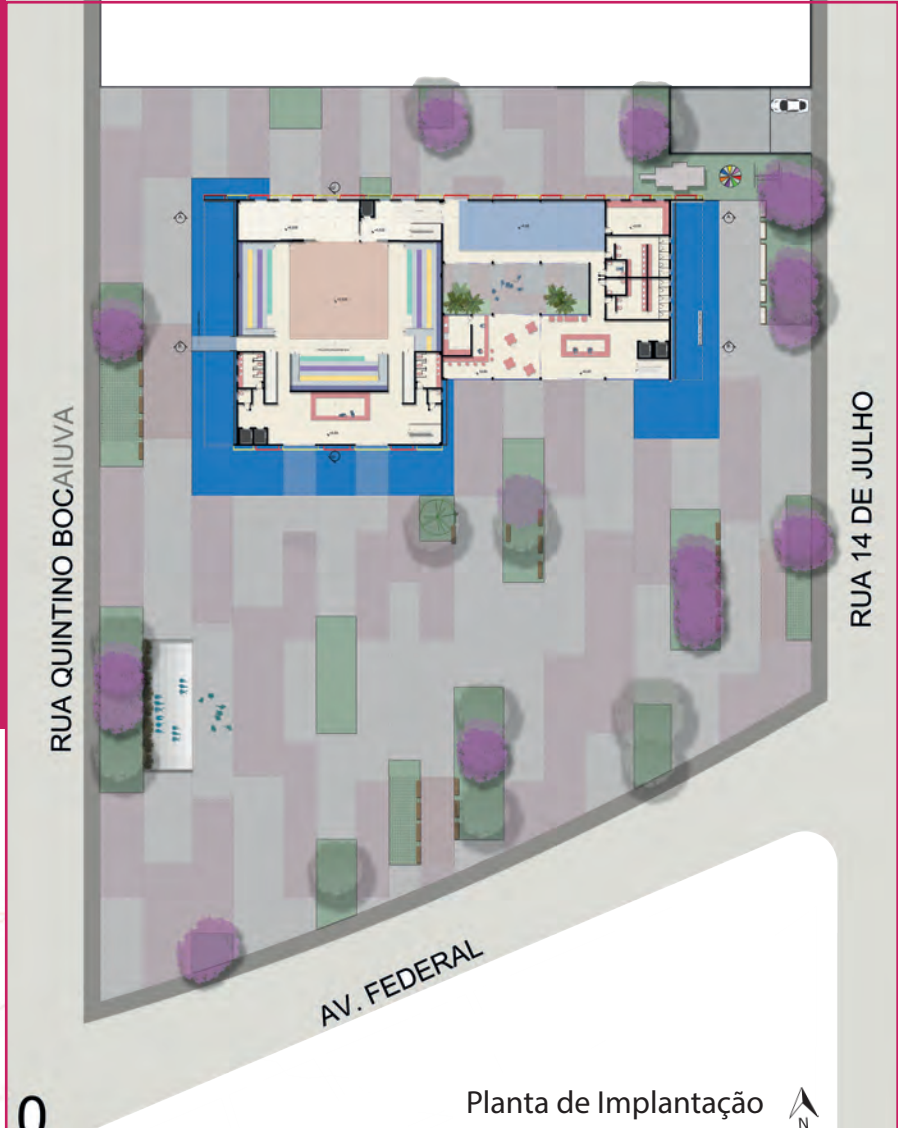 RUA QUINTINO BOCAIUVA
RUA 14 DE JULHO
AV. FEDERAL
0
Planta de Implantação
N